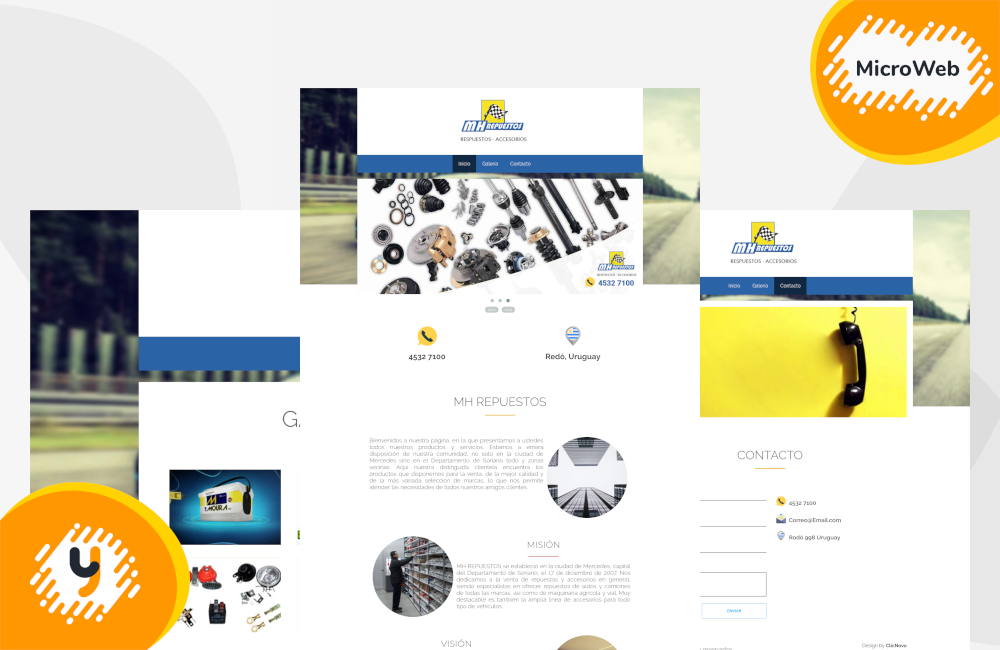 MicroWeb
MH REPUESTOS
RESPUESTOS - ACCESORIOS
Inicio Galería Contacto
4532 7100
4532 7100
Redó, Uruguay
MH REPUESTOS
Bienvenidos a nuestra página, en la que presentamos a ustedes
todos nuestros productos y servicios. Estamos a entera
disposición de nuestra comunidad, no solo en la ciudad de
Mercedes sino en el Departamento de Soriano todo y zonas
vecinas. Aquí nuestra distinguida clientela encuentra los
productos que disponemos para la venta, de la mejor calidad y
de la más variada selección de marcas, lo que nos permite
atender las necesidades de todos nuestros amigos clientes.
MISIÓN
MH REPUESTOS se estableció en la ciudad de Mercedes, capital
del Departamento de Soriano, el 17 de diciembre de 2007. Nos
dedicamos a la venta de repuestos y accesorios en general,
siendo especialistas en ofrecer repuestos de autos y camiones
de todas las marcas, así como de maquinaria agrícola y vial. Muy
destacable es también la amplia línea de accesorios para todo
tipo de vehículos.
VISIÓN
GA
MOURA
MH REPUESTOS
RESPUESTOS - ACCESORIOS
Inicio Galería Contacto
CONTACTO
4532 7100
Correo@Email.com
Rodó 998 Uruguay
ENVIAR
Design by ClicNovo